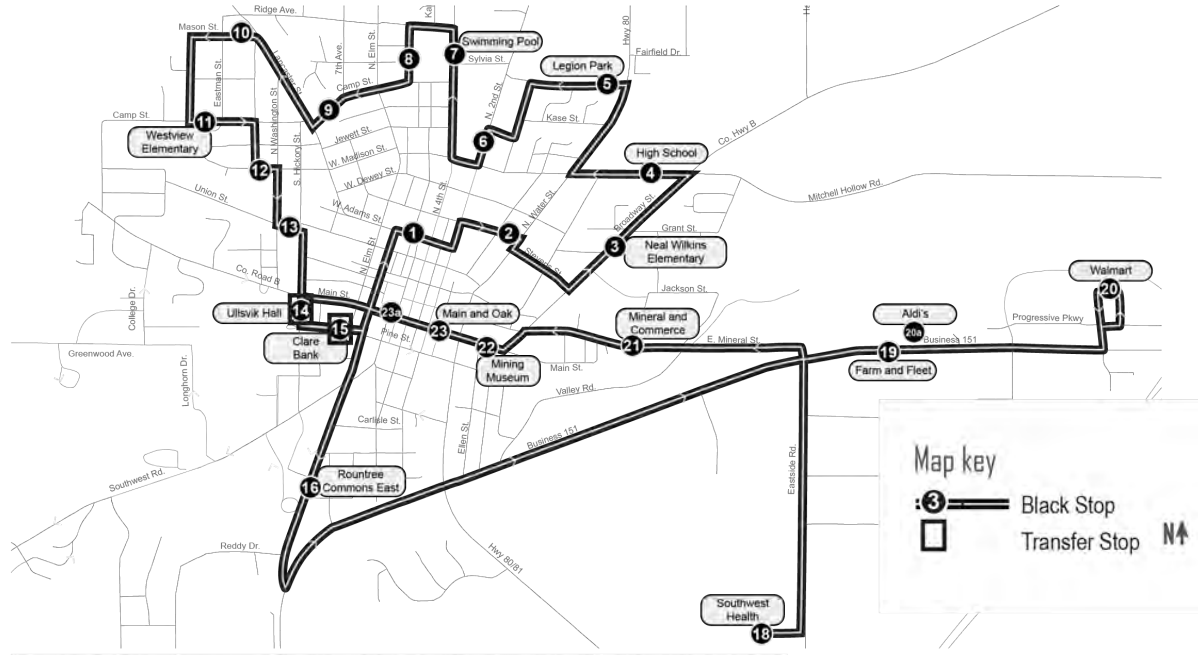 Ridge Ave.
Mason St.
10
Lancaster St.
7th Ave.
N. Elm St.
8
7
Swimming Pool
Sylvia St.
Hwy 80
Fairfield Dr.
Legion Park
5
Eastman St.
Camp St.
9
N. 2nd St.
Kase St.
Co. Hwy B
Camp St.
11
Westview
Elementary
N. Washington St.
S. Hickory St.
Jewett St.
W. Madison St.
W. Dewey St.
6
High School
4
Mitchell Hollow Rd.
12
Union St.
W. Adams St.
N. 4th St.
N. Water St.
Broadway St.
Grant St.
13
1
2
3
Neal Wilkins
Elementary
Stevens St.
N. Elm St.
Co. Road B
College Dr.
Main St.
Jackson St.
Walmart
20
Ullsvik Hall
14
15
23a
Main and Oak
23
Mineral and
Commerce
21
Aldi's
20a
Progressive Pkwy
Business 151
Clare
Bank
Pine St.
22
Mining
Museum
E. Mineral St.
19
Farm and Fleet
Greenwood Ave.
Longhorn Dr.
Main St.
Valley Rd.
Carlisle St.
Ellen St.
Business 151
Eastside Rd.
Southwest Rd.
16
Rountree
Commons East
Reddy Dr.
Hwy 80/81
Southwest
Health
18
Map key
3
Black Stop
Transfer Stop
N